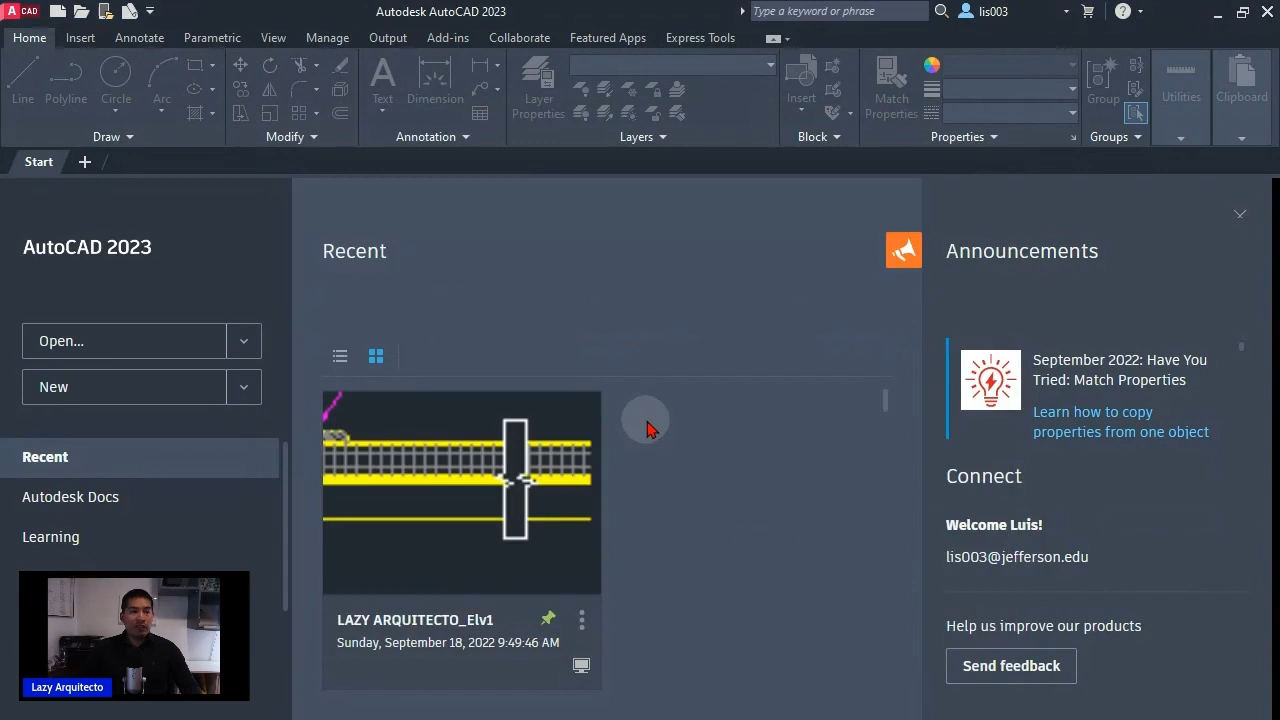 A CAD
Autodesk AutoCAD 2023
Type a keyword or phrase
lis003
Home Insert Annotate Parametric View Manage Output Add-ins Collaborate Featured Apps Express Tools
Line Polyline Circle Arc
Text Dimension
Layer Properties
Insert
Match Properties
Group
Utilities
Clipboard
Draw Modify Annotation Layers Block Properties Groups
Start
AutoCAD 2023
Open...
New
Recent
Autodesk Docs
Learning
Lazy Arquitecto
Recent
LAZY ARQUITECTO_Elv1
Sunday, September 18, 2022 9:49:46 AM
Announcements
September 2022: Have You
Tried: Match Properties
Learn how to copy
properties from one object
Connect
Welcome Luis!
lis003@jefferson.edu
Help us improve our products
Send feedback